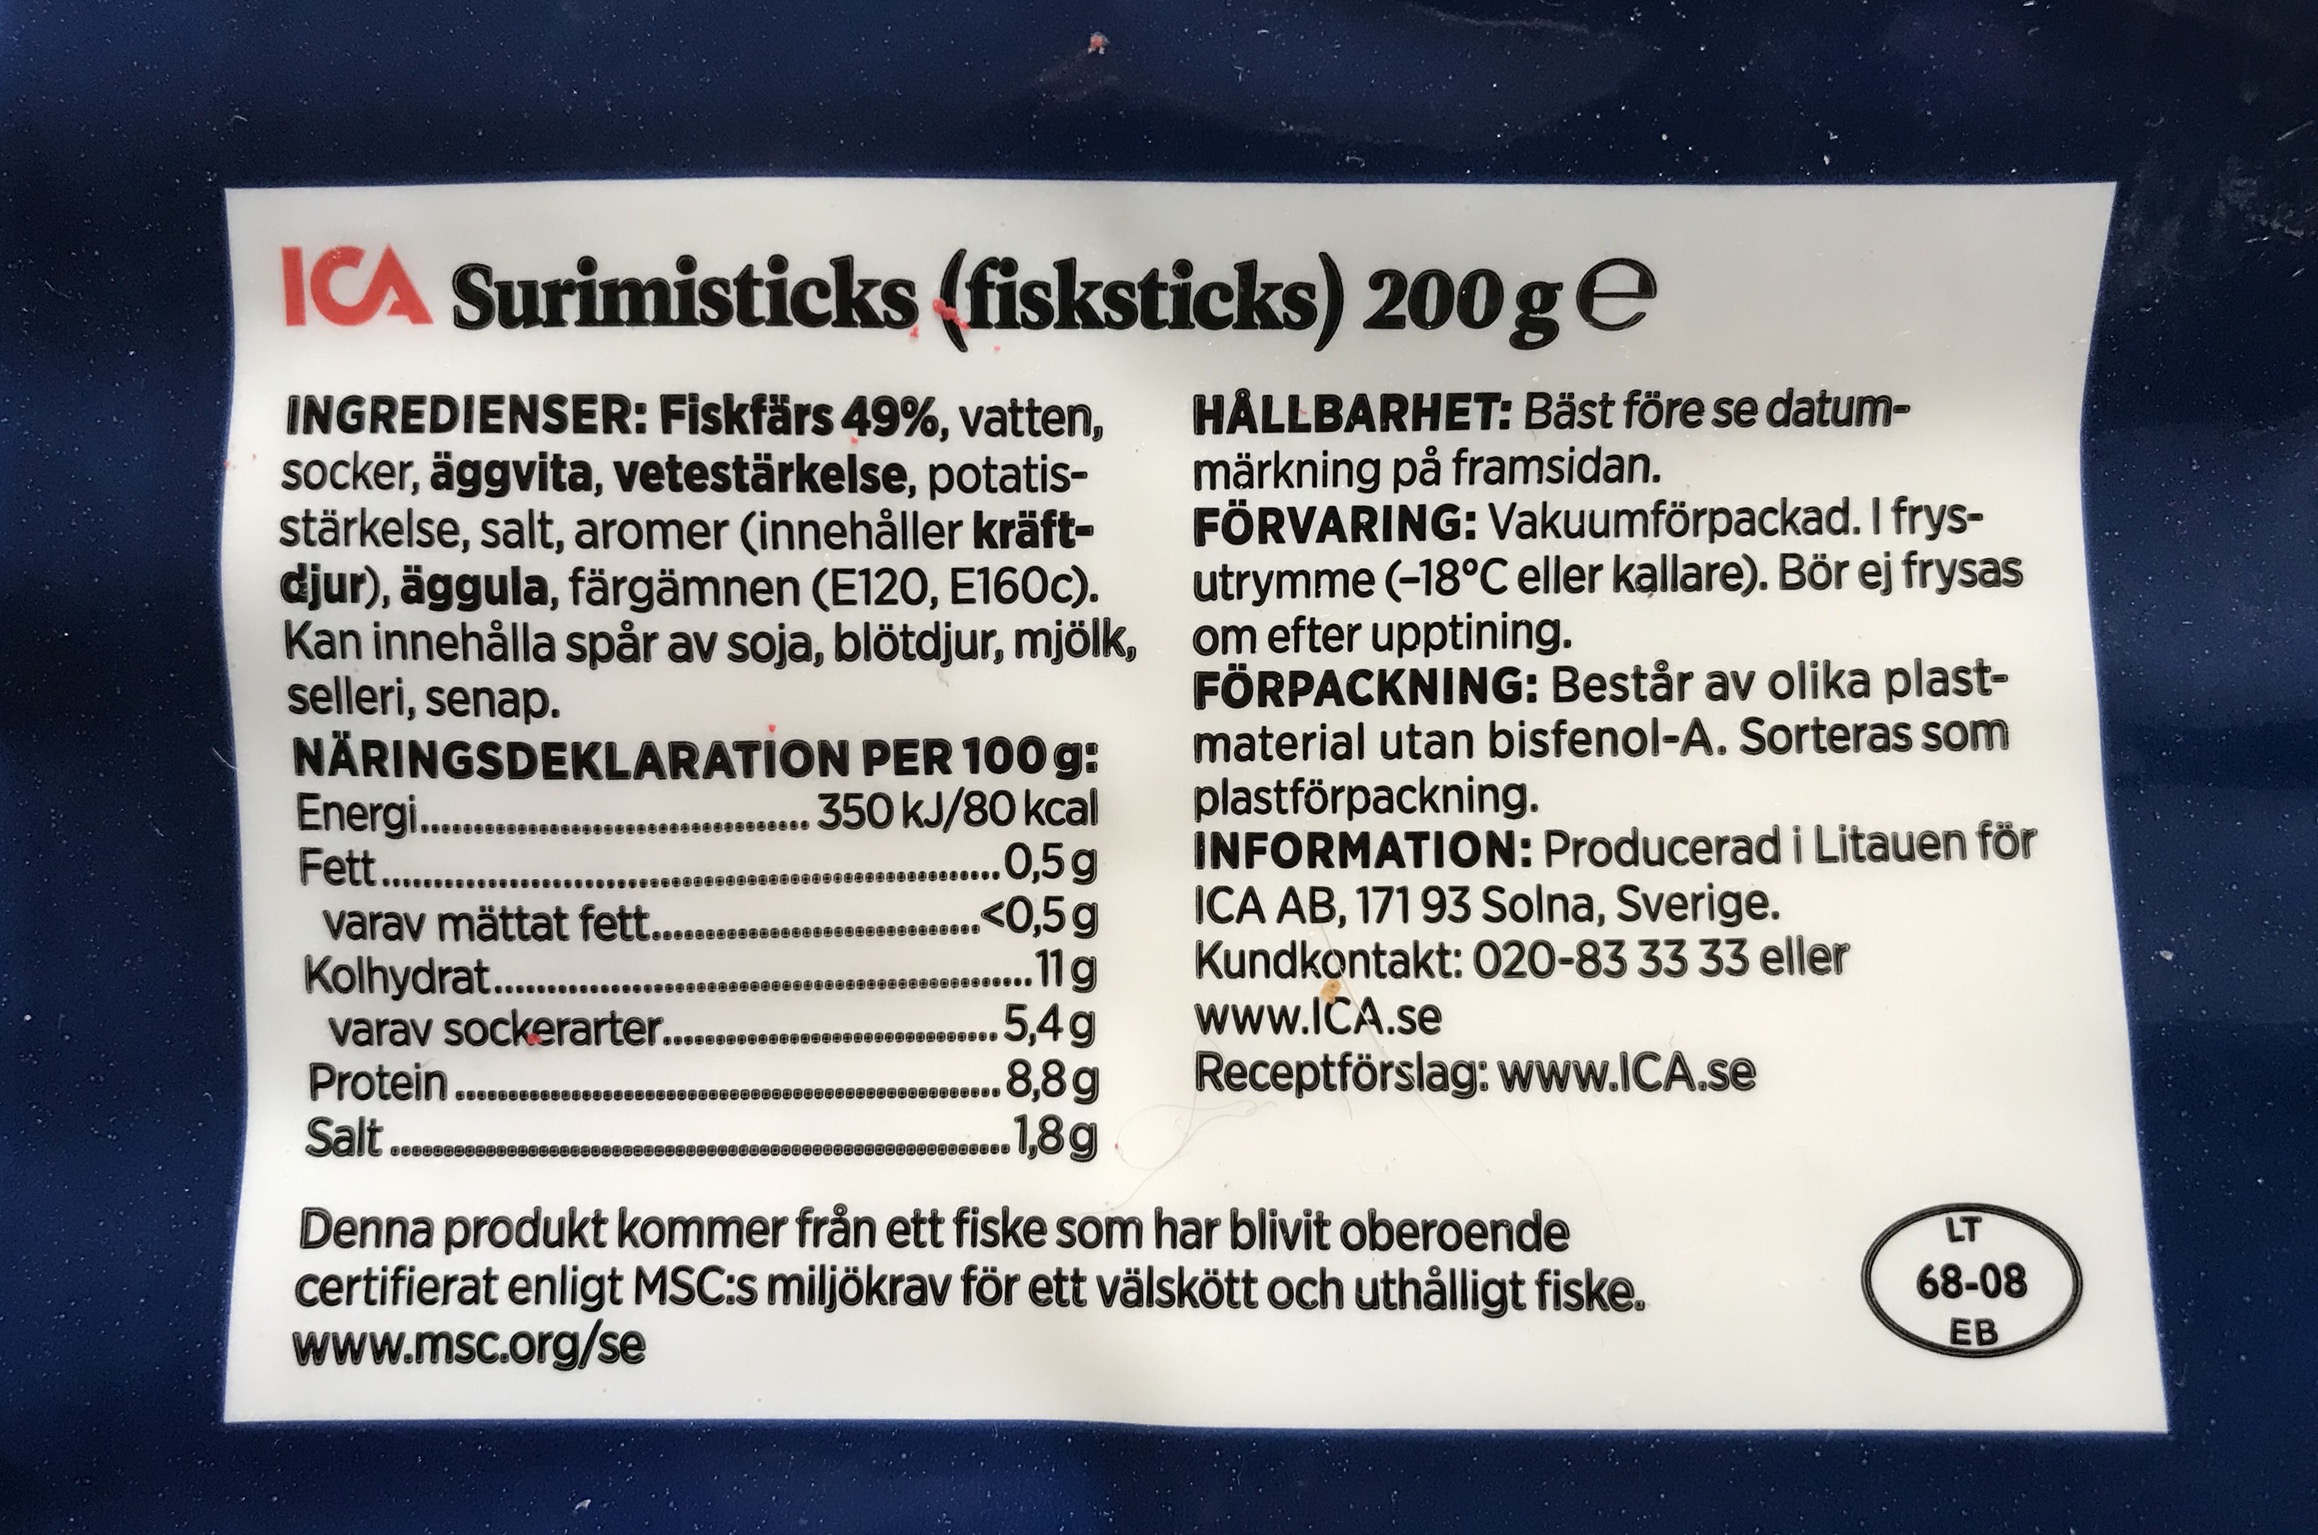 ICA Surimisticks (fisksticks) 200 g ℮
INGREDIENSER: Fiskfärs 49%, vatten,
socker, äggvita, vetestärkelse, potatis-
stärkelse, salt, aromer (innehåller kräft-
djur), äggula, färgämnen (E120, E160c).
Kan innehålla spår av soja, blötdjur, mjölk,
selleri, senap.
NÄRINGSDEKLARATION PER 100 g:
Energi........ 350 kJ/80 kcal
Fett........ 0,5 g
varav mättat fett........ <0,5 g
Kolhydrat........ 11 g
varav sockerarter........ 5,4 g
Protein........ 8,8 g
Salt........ 1,8 g
HÅLLBARHET: Bäst före se datum-
märkning på framsidan.
FÖRVARING: Vakuumförpackad. I frys-
utrymme (–18°C eller kallare). Bör ej frysas
om efter upptining.
FÖRPACKNING: Består av olika plast-
material utan bisfenol-A. Sorteras som
plastförpackning.
INFORMATION: Producerad i Litauen för
ICA AB, 171 93 Solna, Sverige.
Kundkontakt: 020-83 33 33 eller
www.ICA.se
Receptförslag: www.ICA.se
Denna produkt kommer från ett fiske som har blivit oberoende
certifierat enligt MSC:s miljökrav för ett välskött och uthålligt fiske.
www.msc.org/se
LT
68-08
EB